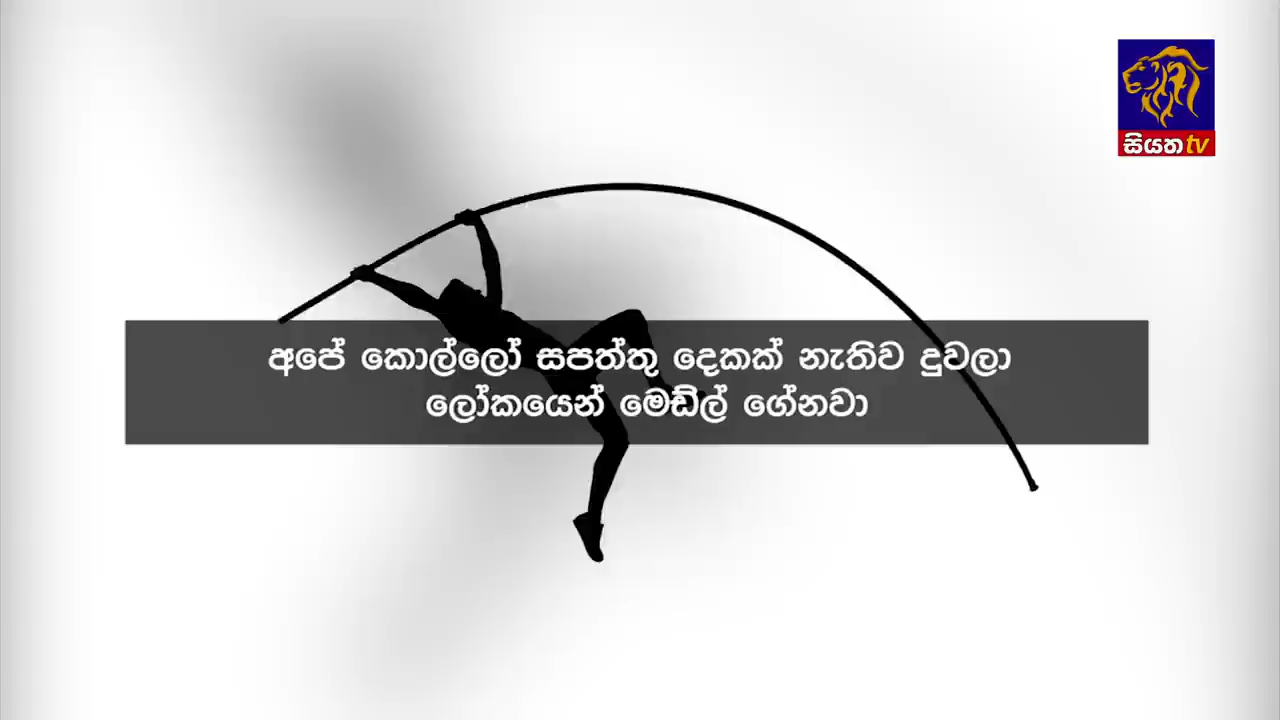 සියත tv
අපේ කොල්ලෝ සපත්තු දෙකක් නැතිව දුවලා
ලෝකයෙන් මෙඩ්ල් ගේනවා